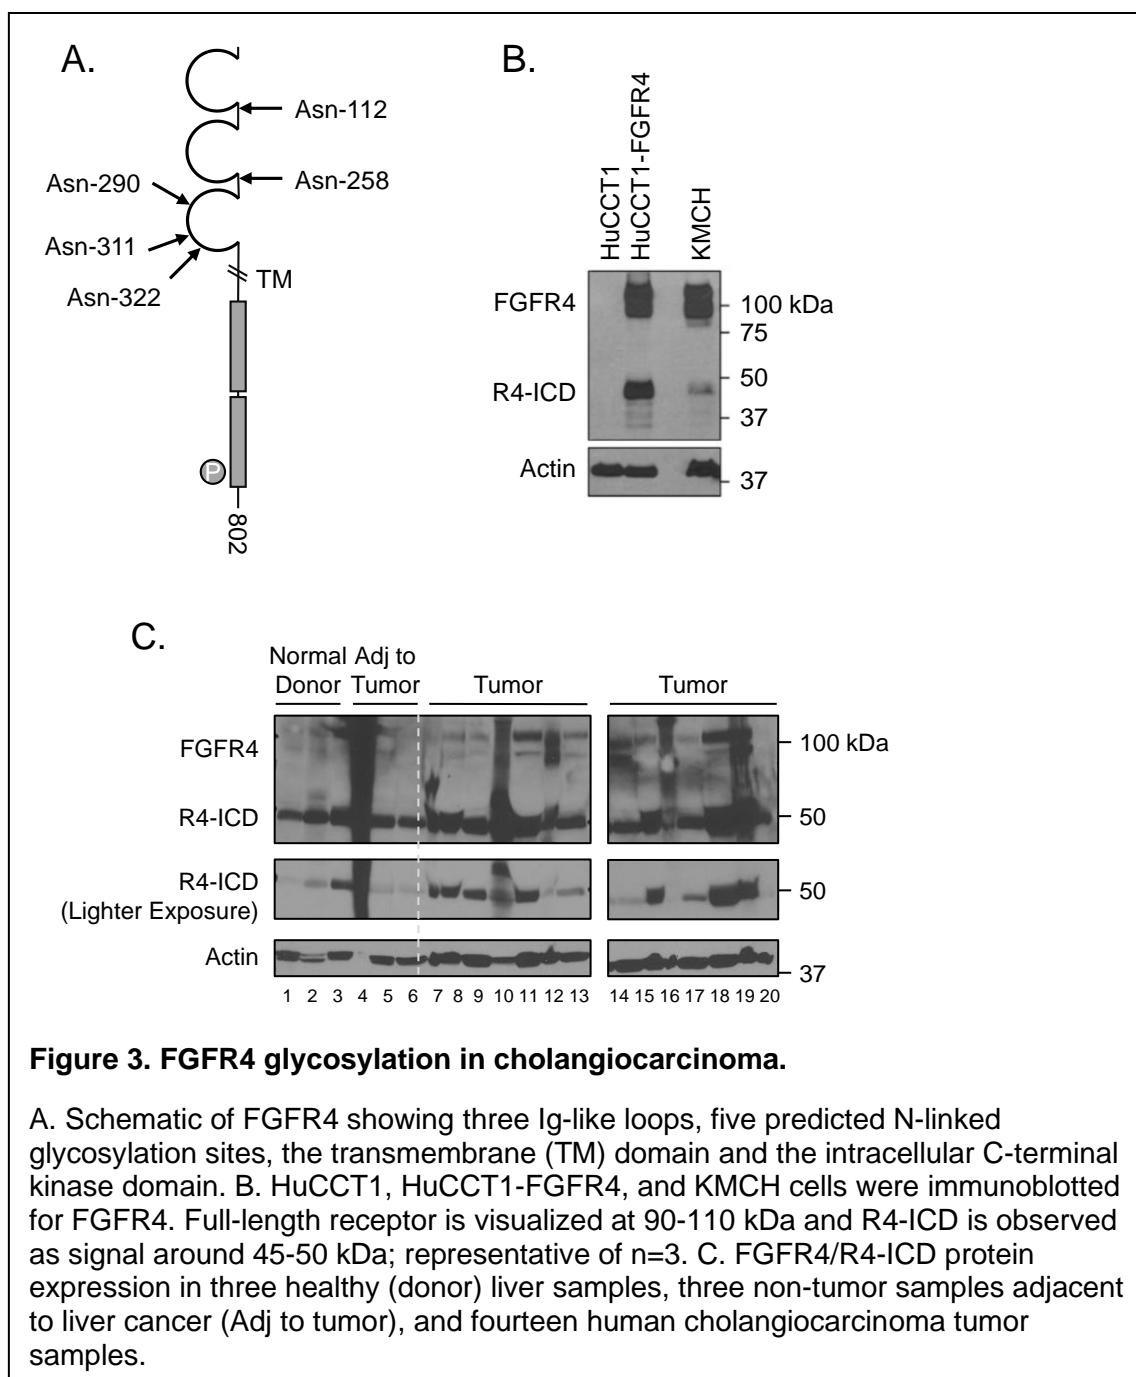 A.
Asn-112
Asn-258
Asn-290
Asn-311
Asn-322
TM
P
802
B.
HuCCT1
HuCCT1-FGFR4
KMCH
FGFR4
100 kDa
75
R4-ICD
50
37
Actin
37
C.
Normal Donor
Adj to Tumor
Tumor
Tumor
FGFR4
100 kDa
R4-ICD
50
R4-ICD
(Lighter Exposure)
50
Actin
37
1 2 3 4 5 6 7 8 9 10 11 12 13 14 15 16 17 18 19 20
Figure 3. FGFR4 glycosylation in cholangiocarcinoma.
A. Schematic of FGFR4 showing three Ig-like loops, five predicted N-linked
glycosylation sites, the transmembrane (TM) domain and the intracellular C-terminal
kinase domain. B. HuCCT1, HuCCT1-FGFR4, and KMCH cells were immunoblotted
for FGFR4. Full-length receptor is visualized at 90-110 kDa and R4-ICD is observed
as signal around 45-50 kDa; representative of n=3. C. FGFR4/R4-ICD protein
expression in three healthy (donor) liver samples, three non-tumor samples adjacent
to liver cancer (Adj to tumor), and fourteen human cholangiocarcinoma tumor
samples.